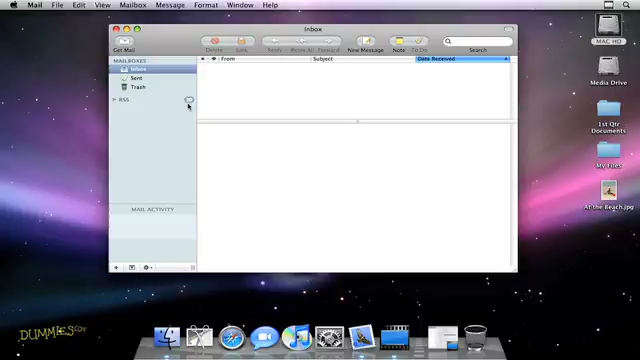 Mail File Edit View Mailbox Message Format Window Help
Inbox
Get Mail Delete Junk Reply Reply All Forward New Message Note To Do Search
MAILBOXES
Inbox
Sent
Trash
RSS
From Subject Date Received
MAIL ACTIVITY
MAC HD
Media Drive
1st Qtr
Documents
My Files
At the Beach.jpg
DUMMIES.COM